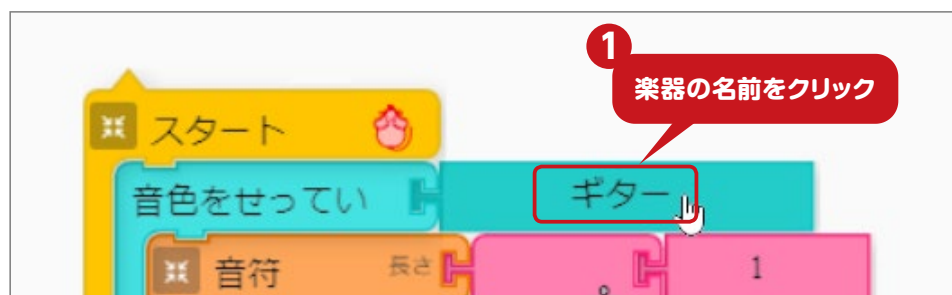 1
楽器の名前をクリック
スタート
音色をせってい ギター
音符 長さ 1